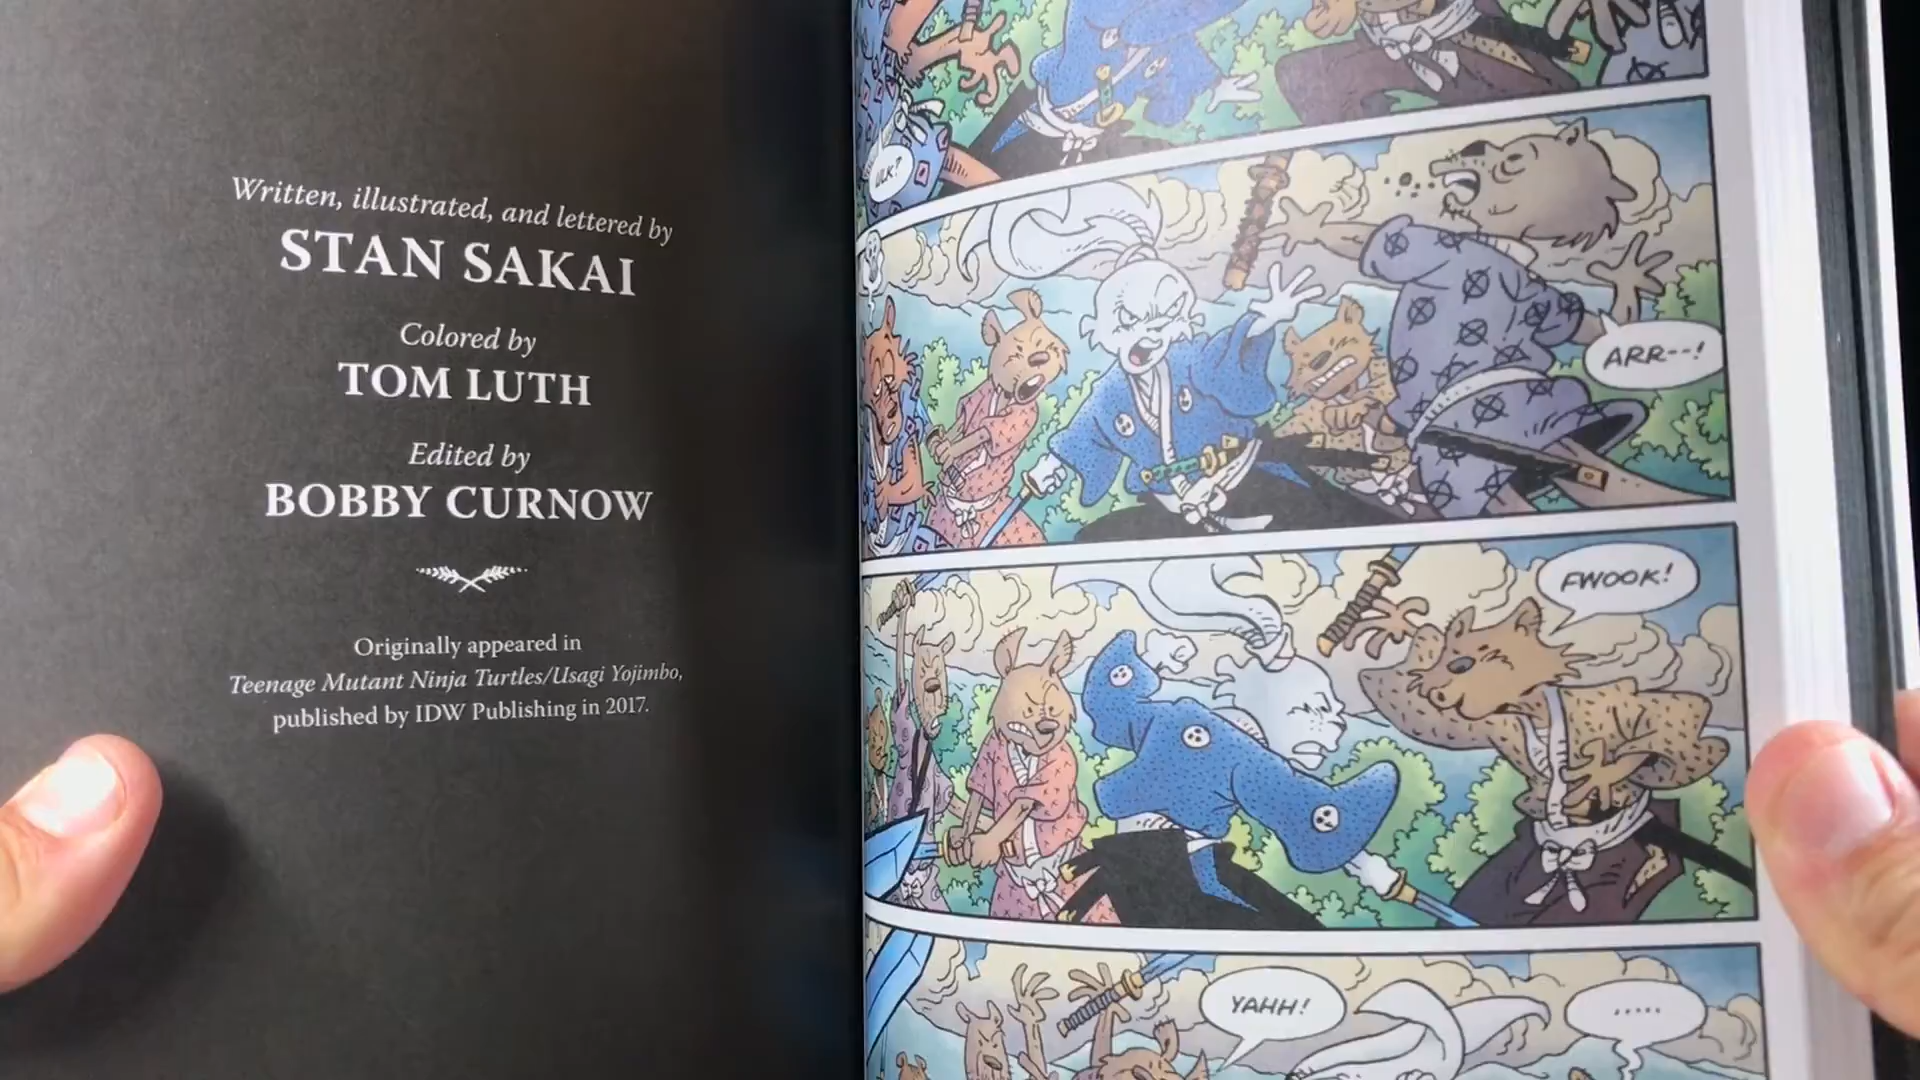 Written, illustrated, and lettered by
STAN SAKAI
Colored by
TOM LUTH
Edited by
BOBBY CURNOW
Originally appeared in
Teenage Mutant Ninja Turtles/Usagi Yojimbo,
published by IDW Publishing in 2017.
ULK?
ARR--!
FWOOK!
YAHH!
.....